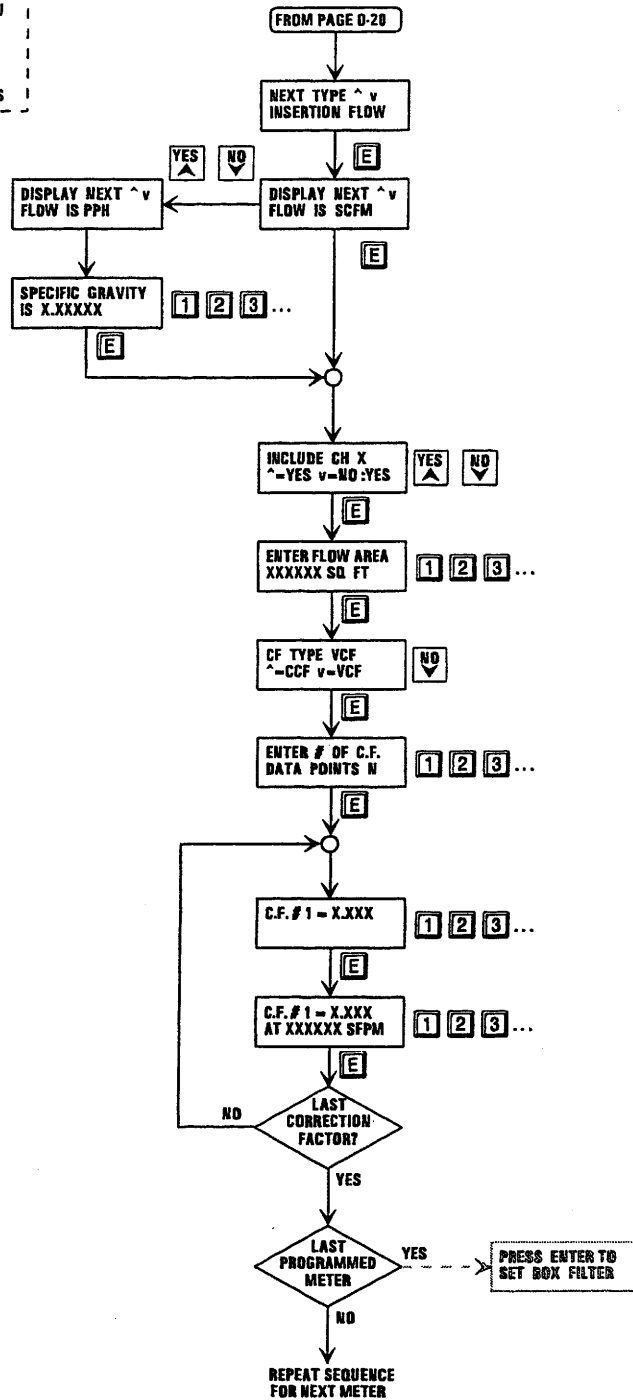 FROM PAGE D-20
NEXT TYPE ^ v
INSERTION FLOW
E
YES
NO
DISPLAY NEXT ^ v
FLOW IS PPH
DISPLAY NEXT ^ v
FLOW IS SCFM
E
SPECIFIC GRAVITY
IS X.XXXXX
1 2 3 ...
E
INCLUDE CH X
^=YES v=NO :YES
YES
NO
E
ENTER FLOW AREA
XXXXXX SQ FT
1 2 3 ...
E
CF TYPE VCF
^=CCF v=VCF
NO
E
ENTER # OF C.F.
DATA POINTS N
1 2 3 ...
E
C.F. # 1 = X.XXX
1 2 3 ...
E
C.F. # 1 = X.XXX
AT XXXXXX SFPM
1 2 3 ...
E
NO
LAST
CORRECTION
FACTOR?
YES
LAST
PROGRAMMED
METER
YES
PRESS ENTER TO
SET BOX FILTER
NO
REPEAT SEQUENCE
FOR NEXT METER